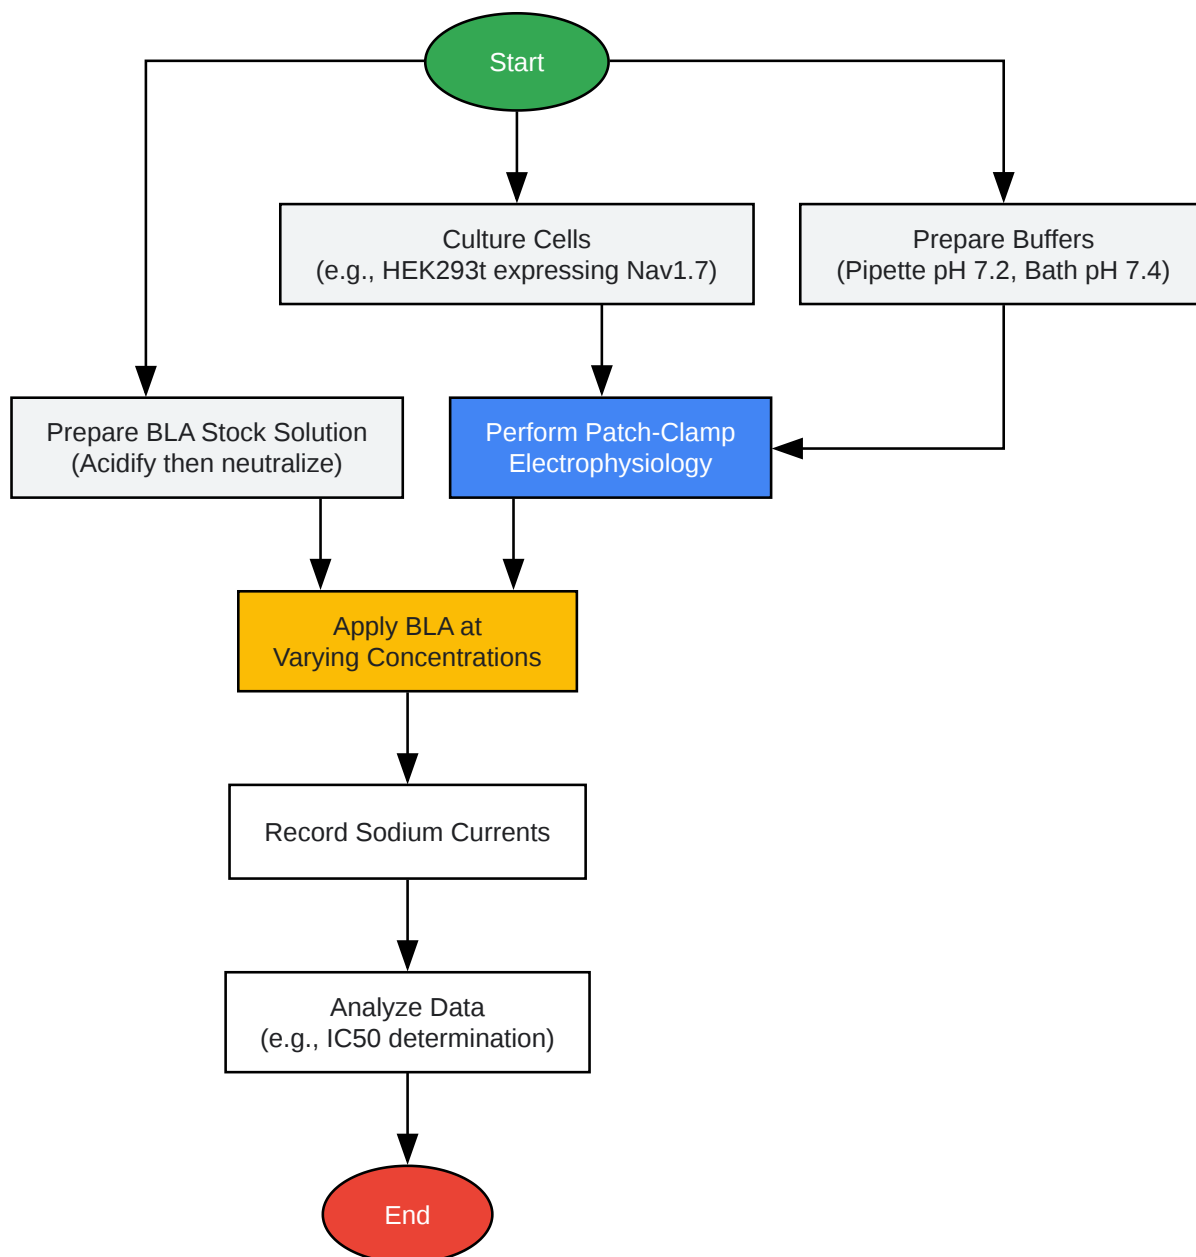 Start
Culture Cells
(e.g., HEK293t expressing Nav1.7)
Prepare Buffers
(Pipette pH 7.2, Bath pH 7.4)
Prepare BLA Stock Solution
(Acidify then neutralize)
Perform Patch-Clamp
Electrophysiology
Apply BLA at
Varying Concentrations
Record Sodium Currents
Analyze Data
(e.g., IC50 determination)
End